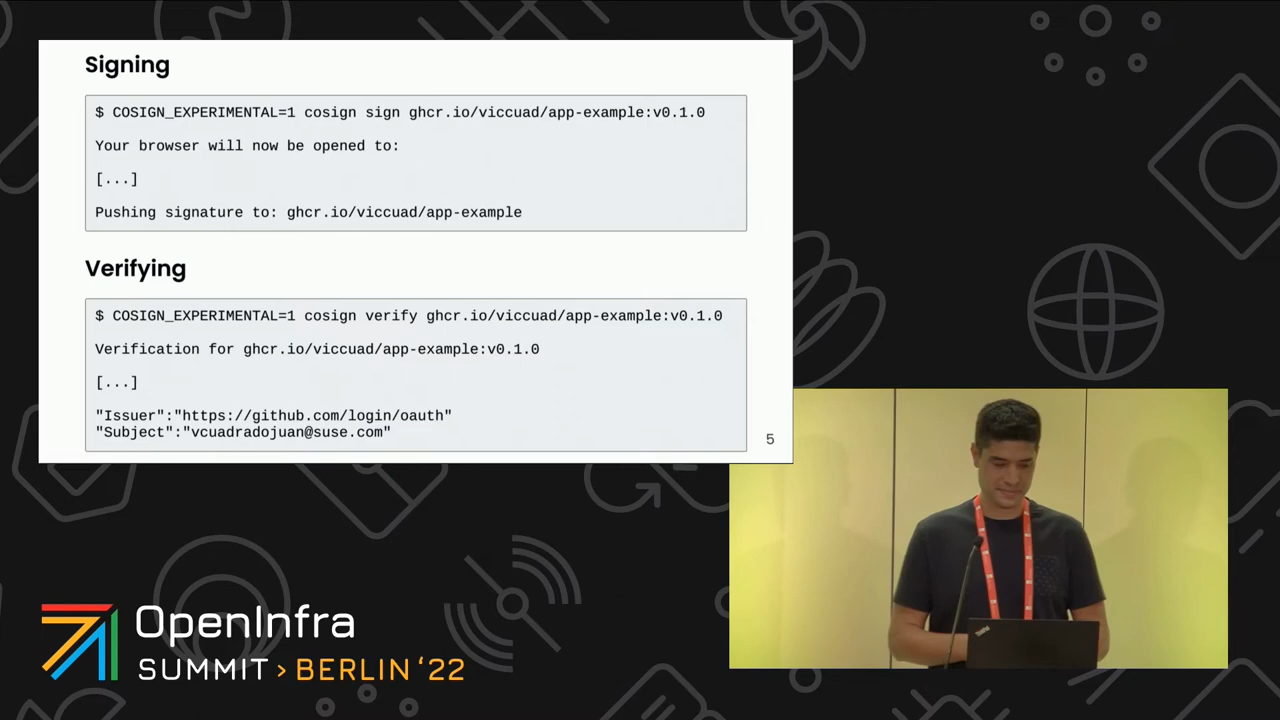 Signing
$ COSIGN_EXPERIMENTAL=1 cosign sign ghcr.io/viccuad/app-example:v0.1.0
Your browser will now be opened to:
[...]
Pushing signature to: ghcr.io/viccuad/app-example
Verifying
$ COSIGN_EXPERIMENTAL=1 cosign verify ghcr.io/viccuad/app-example:v0.1.0
Verification for ghcr.io/viccuad/app-example:v0.1.0
[...]
"Issuer":"https://github.com/login/oauth"
"Subject":"vcuadradojuan@suse.com"
5
OpenInfra
SUMMIT > BERLIN ‘22